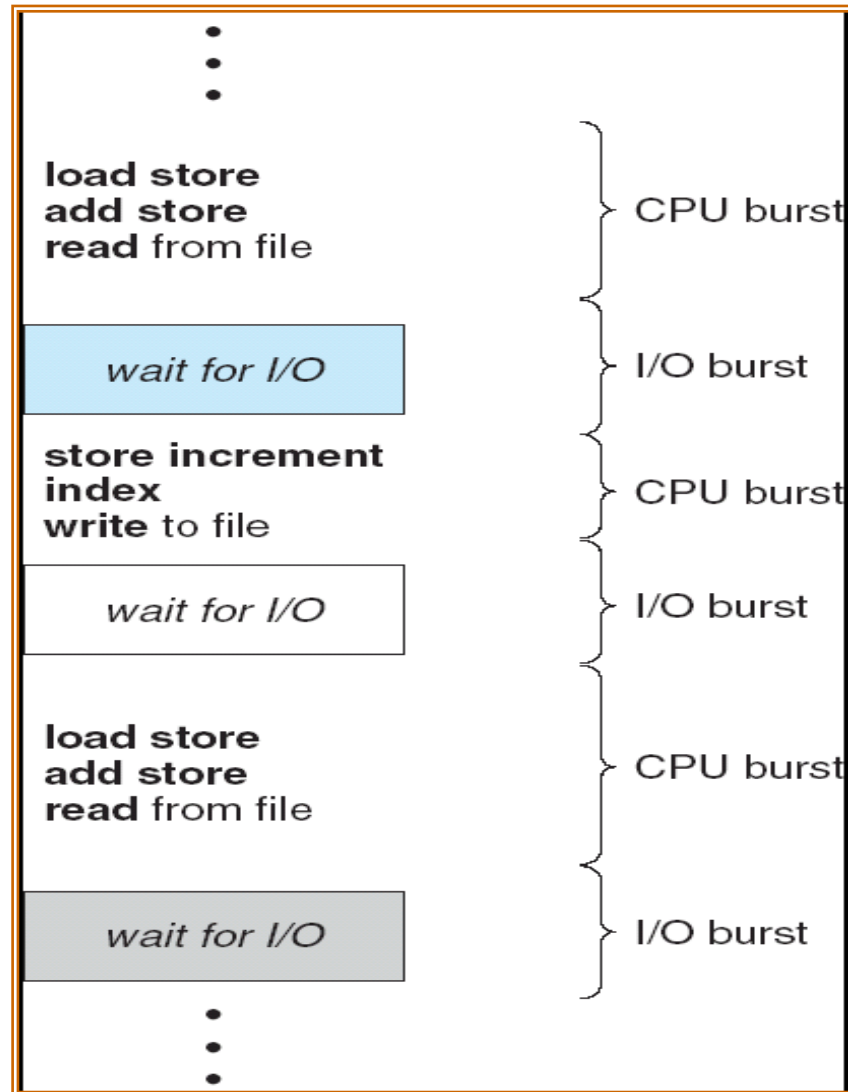 load store
add store
read from file
CPU burst
wait for I/O
I/O burst
store increment
index
write to file
CPU burst
wait for I/O
I/O burst
load store
add store
read from file
CPU burst
wait for I/O
I/O burst